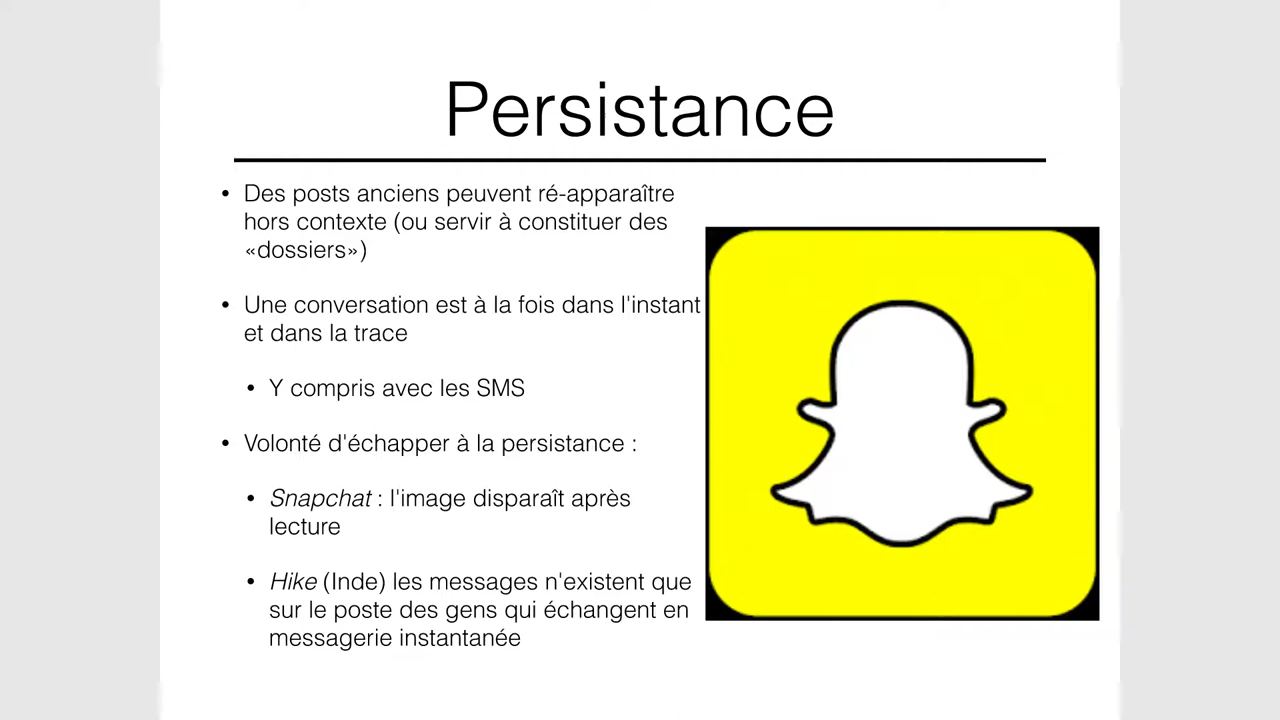 Persistance
• Des posts anciens peuvent ré-apparaître
hors contexte (ou servir à constituer des
«dossiers»)
• Une conversation est à la fois dans l'instant
et dans la trace
• Y compris avec les SMS
• Volonté d'échapper à la persistance :
• Snapchat : l'image disparaît après
lecture
• Hike (Inde) les messages n'existent que
sur le poste des gens qui échangent en
messagerie instantanée